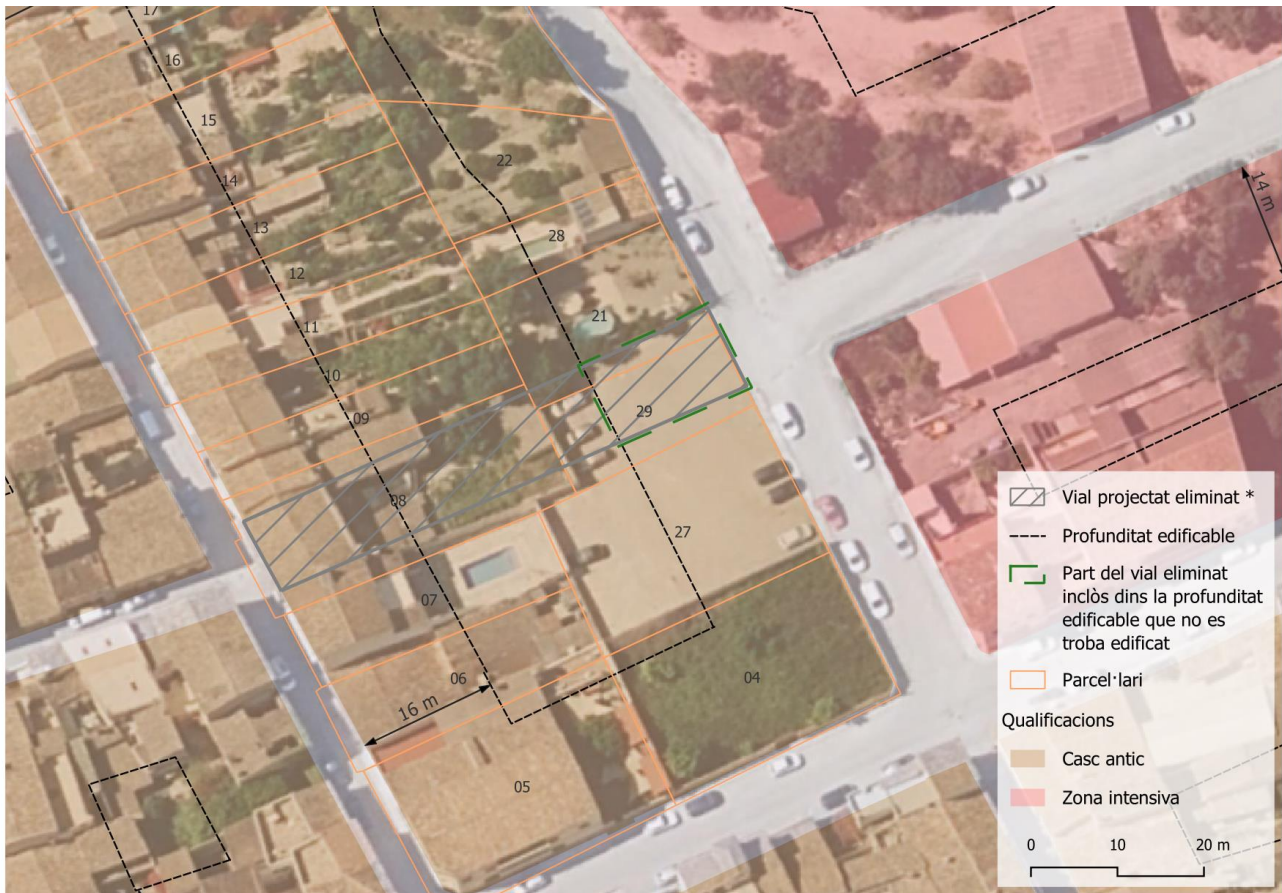 17
16
15
14
13
12
11
10
09
08
07
06
05
22
28
21
29
27
04
14 m
16 m
Vial projectat eliminat *
Profunditat edificable
Part del vial eliminat
inclòs dins la profunditat
edificable que no es
troba edificat
Parcel·lari
Qualificacions
Casc antic
Zona intensiva
0 10 20 m